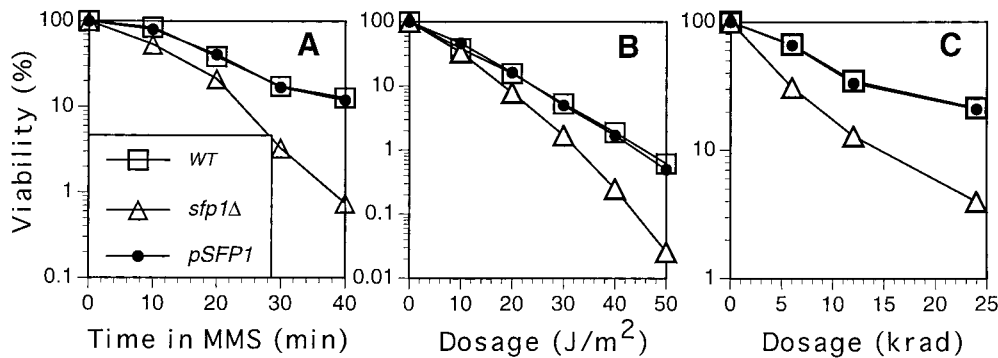 Viability (%)
100
10
1
0.1
A
WT
sfp1Δ
pSFP1
0 10 20 30 40
Time in MMS (min)
100
10
1
0.1
0.01
B
0 10 20 30 40 50
Dosage (J/m²)
100
10
1
C
0 5 10 15 20 25
Dosage (krad)